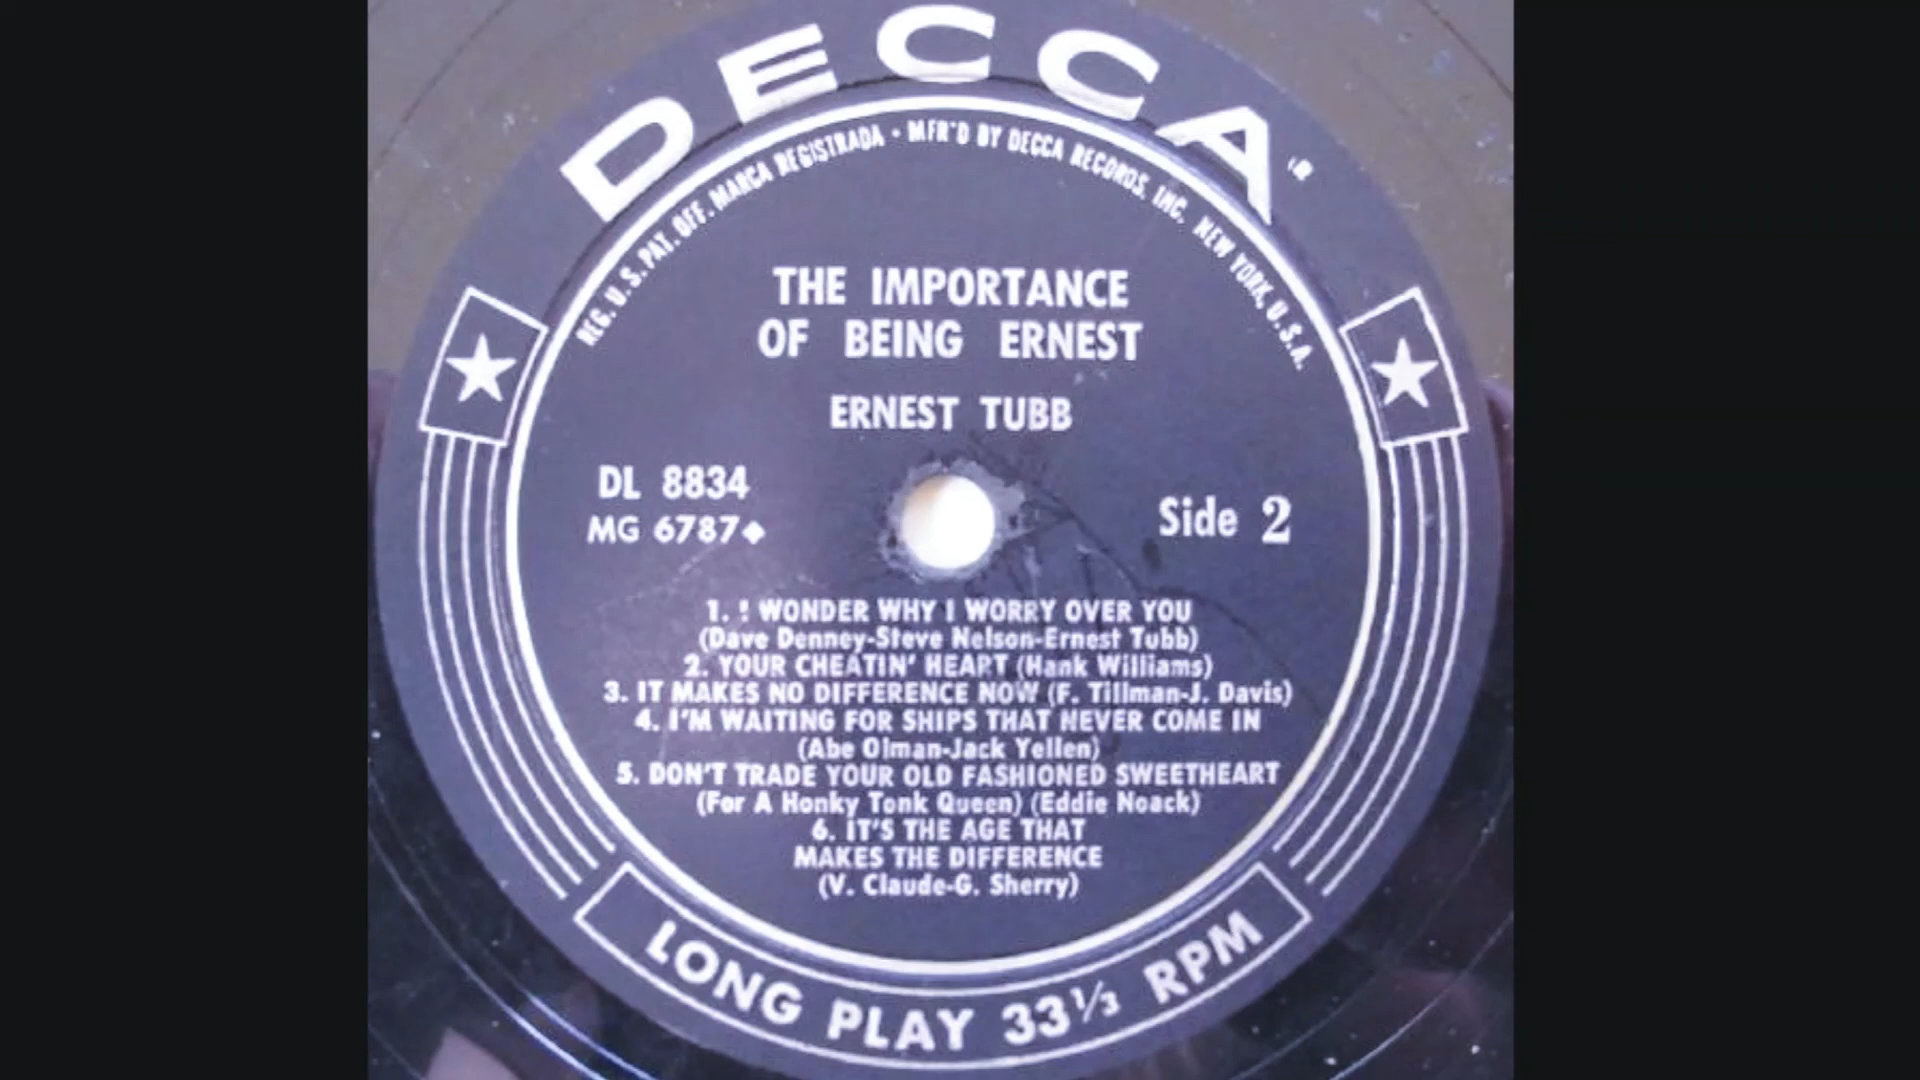 DECCA
REG. U.S. PAT. OFF. MARCA REGISTRADA • MFR'D BY DECCA RECORDS, INC. NEW YORK, U.S.A.
THE IMPORTANCE
OF BEING ERNEST
ERNEST TUBB
DL 8834
MG 6787◆
Side 2
1. I WONDER WHY I WORRY OVER YOU
(Dave Denney-Steve Nelson-Ernest Tubb)
2. YOUR CHEATIN' HEART (Hank Williams)
3. IT MAKES NO DIFFERENCE NOW (F. Tillman-J. Davis)
4. I'M WAITING FOR SHIPS THAT NEVER COME IN
(Abe Olman-Jack Yellen)
5. DON'T TRADE YOUR OLD FASHIONED SWEETHEART
(For A Honky Tonk Queen) (Eddie Noack)
6. IT'S THE AGE THAT
MAKES THE DIFFERENCE
(V. Claude-G. Sherry)
LONG PLAY 33⅓ RPM